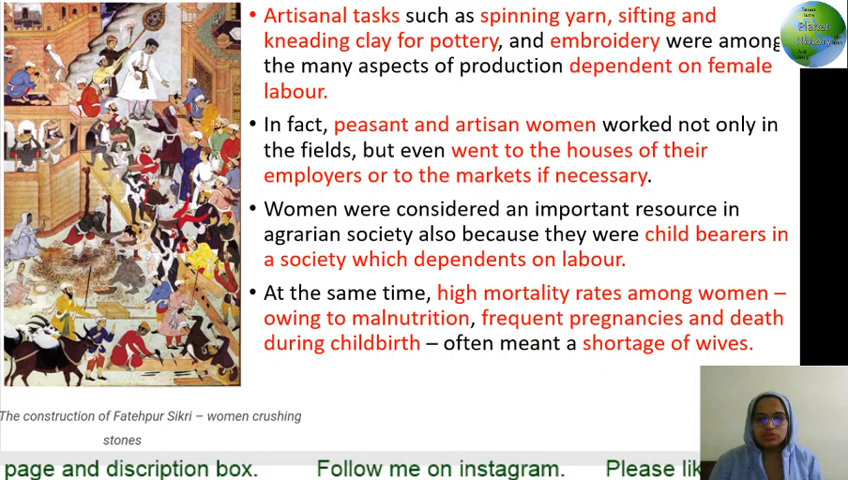 • Artisanal tasks such as spinning yarn, sifting and
kneading clay for pottery, and embroidery were among
the many aspects of production dependent on female
labour.
• In fact, peasant and artisan women worked not only in
the fields, but even went to the houses of their
employers or to the markets if necessary.
• Women were considered an important resource in
agrarian society also because they were child bearers in
a society which dependents on labour.
• At the same time, high mortality rates among women –
owing to malnutrition, frequent pregnancies and death
during childbirth – often meant a shortage of wives.
The construction of Fatehpur Sikri – women crushing
stones
page and discription box. Follow me on instagram. Please
Planet
History